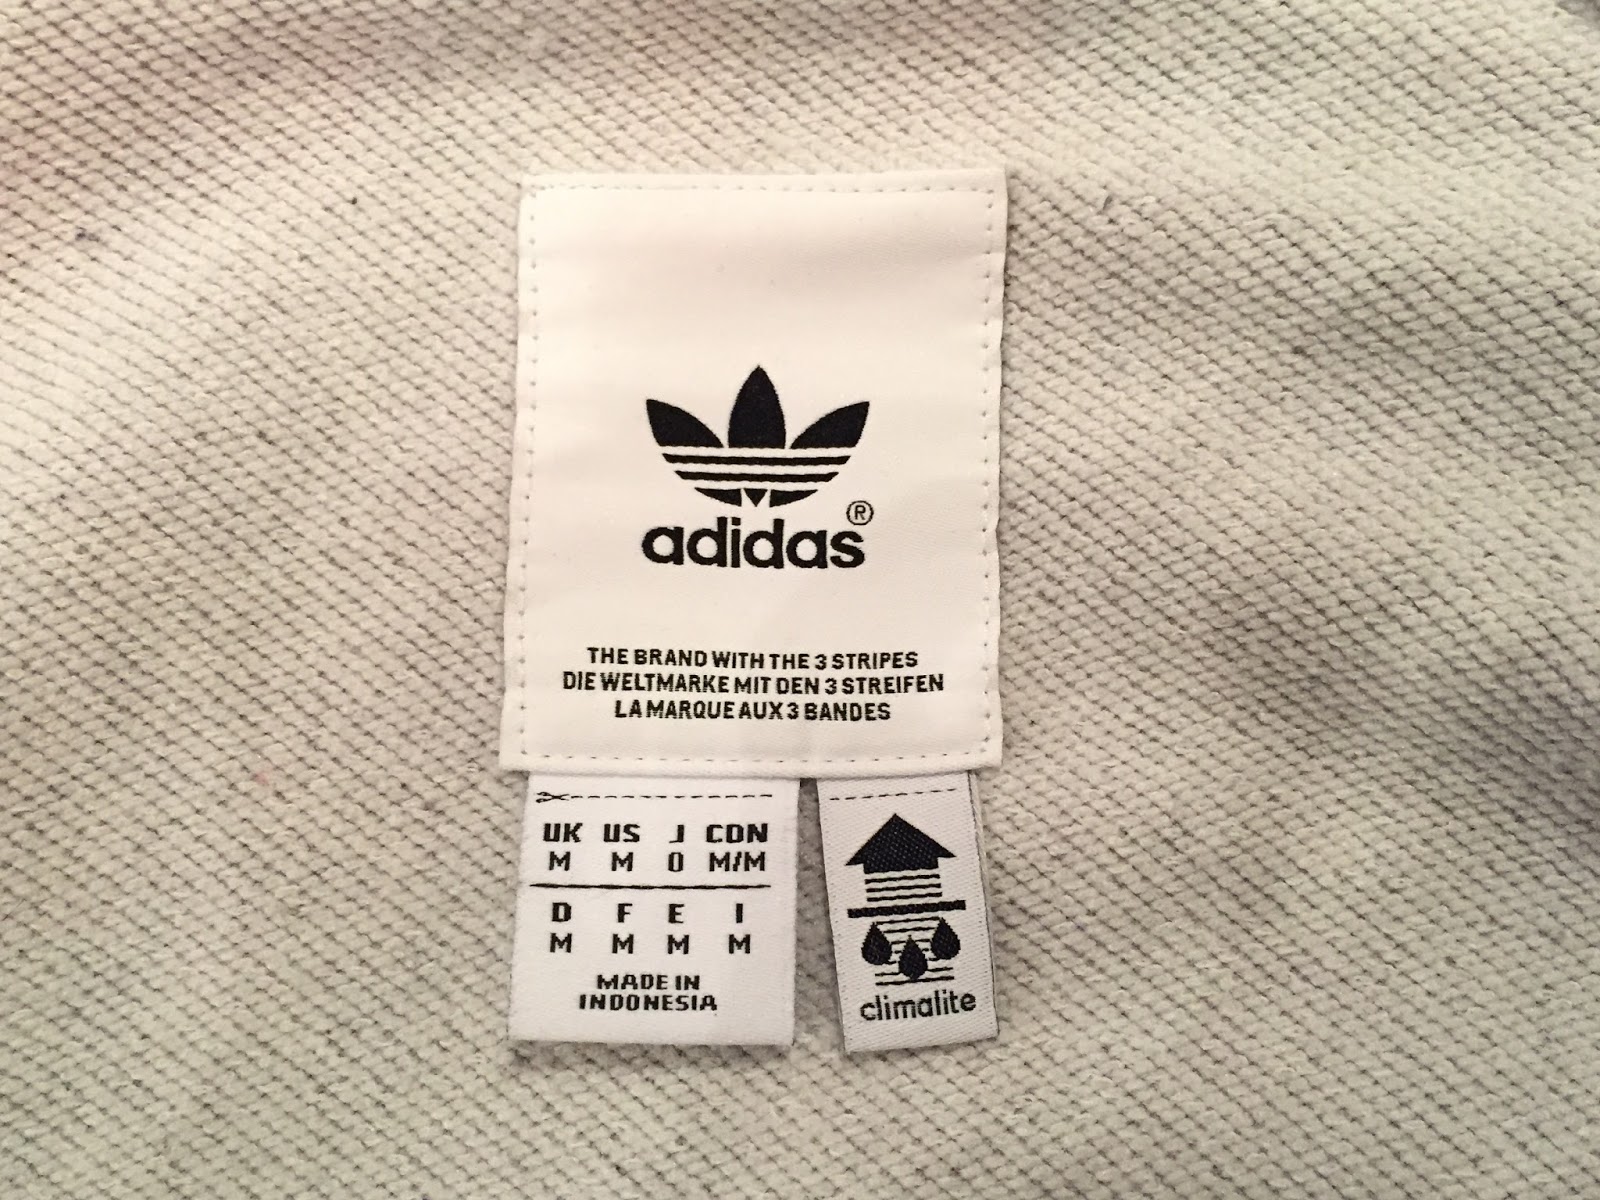 adidas®
THE BRAND WITH THE 3 STRIPES
DIE WELTMARKE MIT DEN 3 STREIFEN
LA MARQUE AUX 3 BANDES
UK US J CDN
M M O M/M
D F E I
M M M M
MADE IN
INDONESIA
climalite